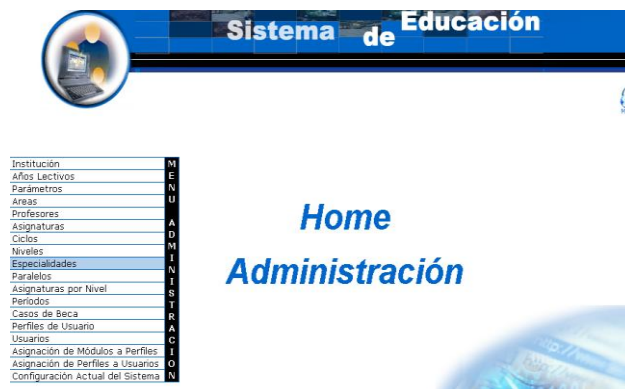 Sistema de Educación
Institución
Años Lectivos
Parámetros
Areas
Profesores
Asignaturas
Ciclos
Niveles
Especialidades
Paralelos
Asignaturas por Nivel
Períodos
Casos de Beca
Perfiles de Usuario
Usuarios
Asignación de Módulos a Perfiles
Asignación de Perfiles a Usuarios
Configuración Actual del Sistema
MENU ADMINISTRACION
Home
Administración